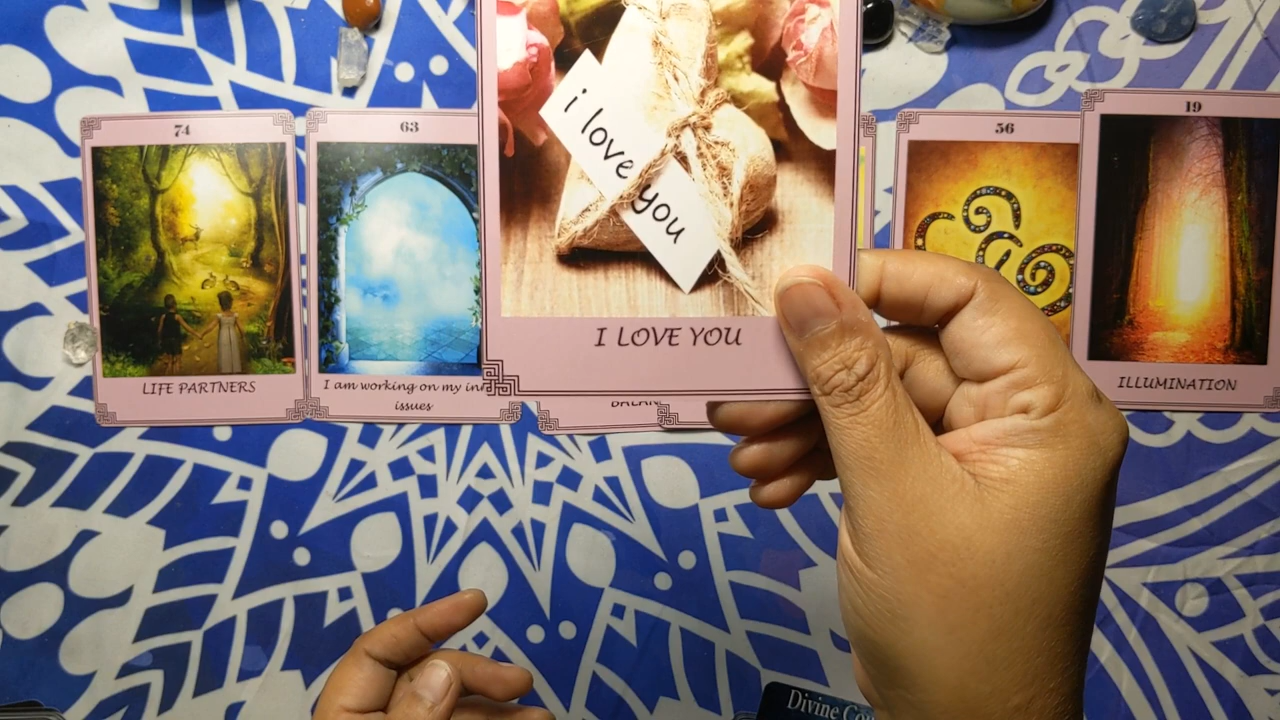 74
63
56
19
i love you
I LOVE YOU
LIFE PARTNERS
I am working on my
issues
ILLUMINATION
Divine